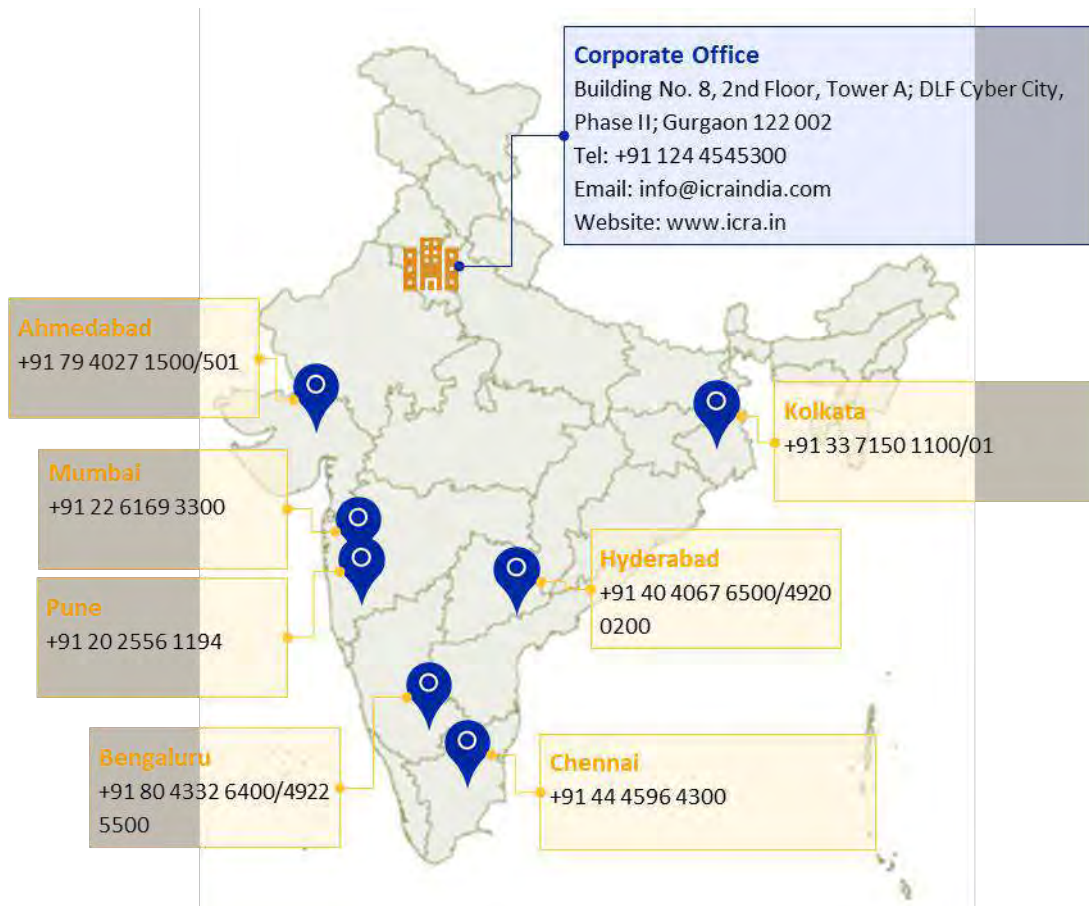 Corporate Office
Building No. 8, 2nd Floor, Tower A; DLF Cyber City,
Phase II; Gurgaon 122 002
Tel: +91 124 4545300
Email: info@icraindia.com
Website: www.icra.in
Ahmedabad
+91 79 4027 1500/501
Kolkata
+91 33 7150 1100/01
Mumbai
+91 22 6169 3300
Hyderabad
+91 40 4067 6500/4920
0200
Pune
+91 20 2556 1194
Bengaluru
+91 80 4332 6400/4922
5500
Chennai
+91 44 4596 4300